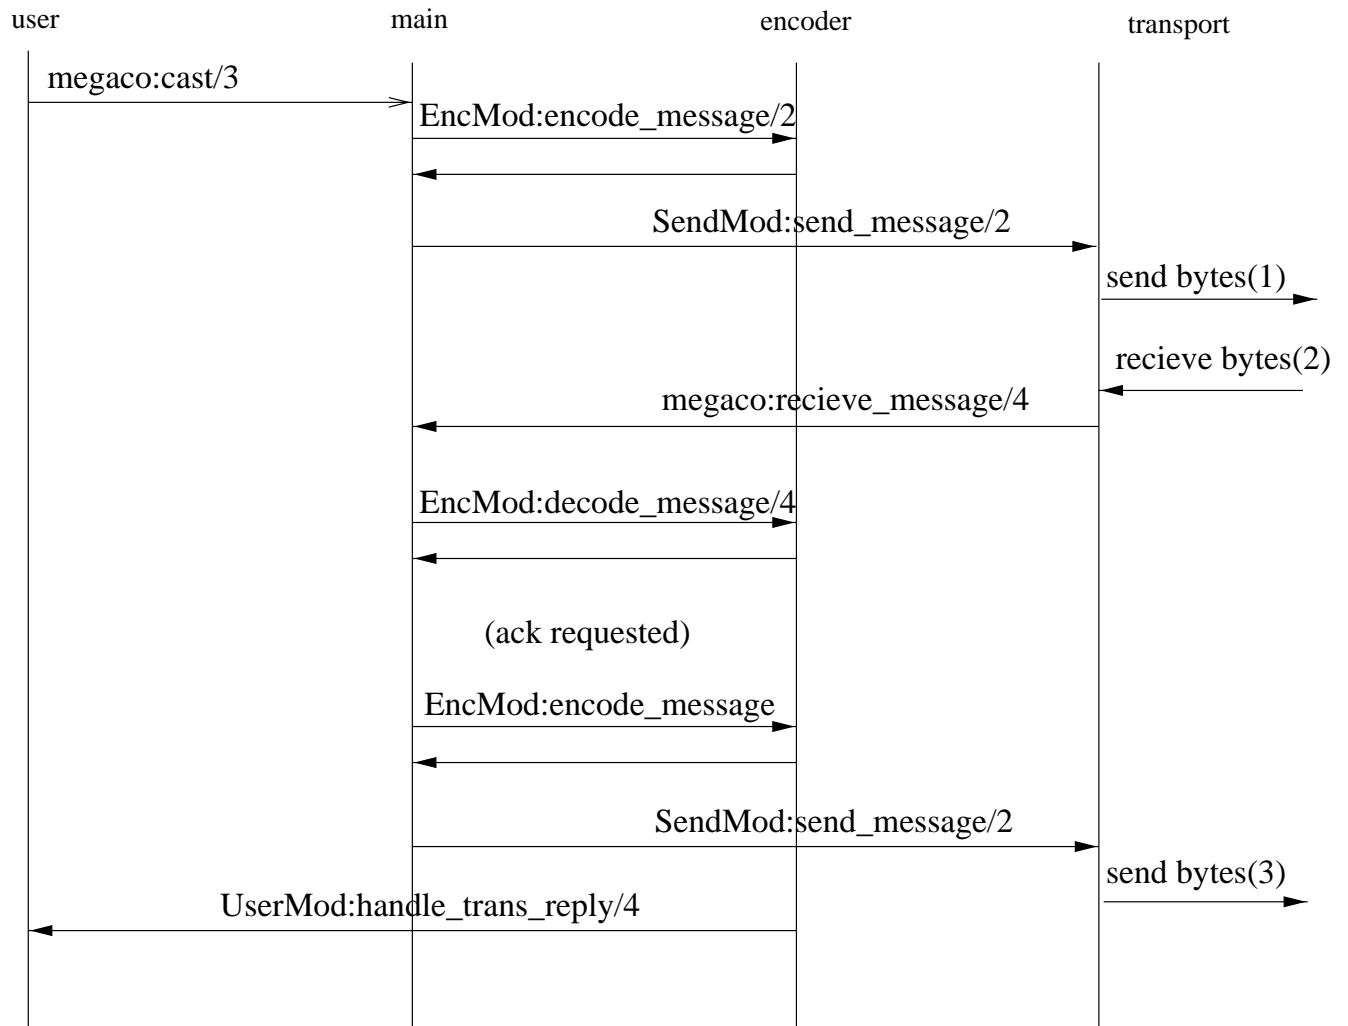 user
main
encoder
transport
megaco:cast/3
EncMod:encode_message/2
SendMod:send_message/2
send bytes(1)
recieve bytes(2)
megaco:recieve_message/4
EncMod:decode_message/4
(ack requested)
EncMod:encode_message
SendMod:send_message/2
send bytes(3)
UserMod:handle_trans_reply/4